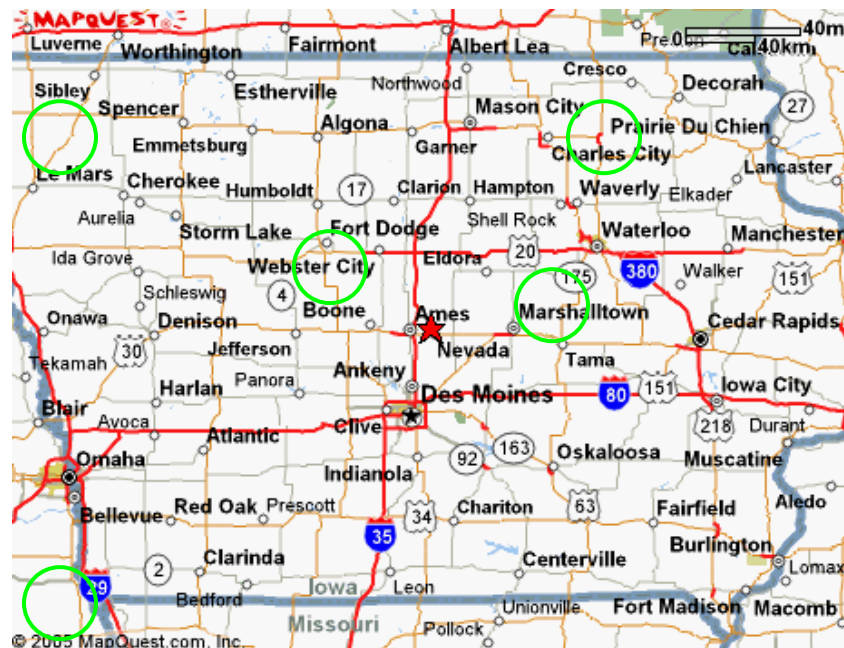 MAPQUEST
40m
0
40km
Luverne
Worthington
Fairmont
Albert Lea
Northwood
Cresco
Decorah
Sibley
Spencer
Estherville
Mason City
27
Emmetsburg
Algona
Garner
Charles City
Prairie Du Chien
Le Mars
Cherokee
Humboldt
17
Clarion
Hampton
Waverly
Elkader
Lancaster
Aurelia
Storm Lake
Fort Dodge
Shell Rock
Waterloo
Manchester
Ida Grove
Webster City
Eldora
20
175
380
Walker
151
Schleswig
4
Onawa
Denison
Boone
Ames
Marshalltown
Cedar Rapids
30
Jefferson
Nevada
Tama
Tekamah
Harlan
Panora
Ankeny
Des Moines
80
151
Iowa City
Blair
Avoca
Atlantic
Clive
163
218
Durant
Omaha
Indianola
92
Oskaloosa
Muscatine
Bellevue
Red Oak
Prescott
34
Chariton
63
Fairfield
Aledo
35
Burlington
2
Clarinda
Leon
Centerville
Lomax
29
Bedford
Iowa
Missouri
Unionville
Fort Madison
Macomb
Pollock
© 2005 MapQuest.com, Inc.